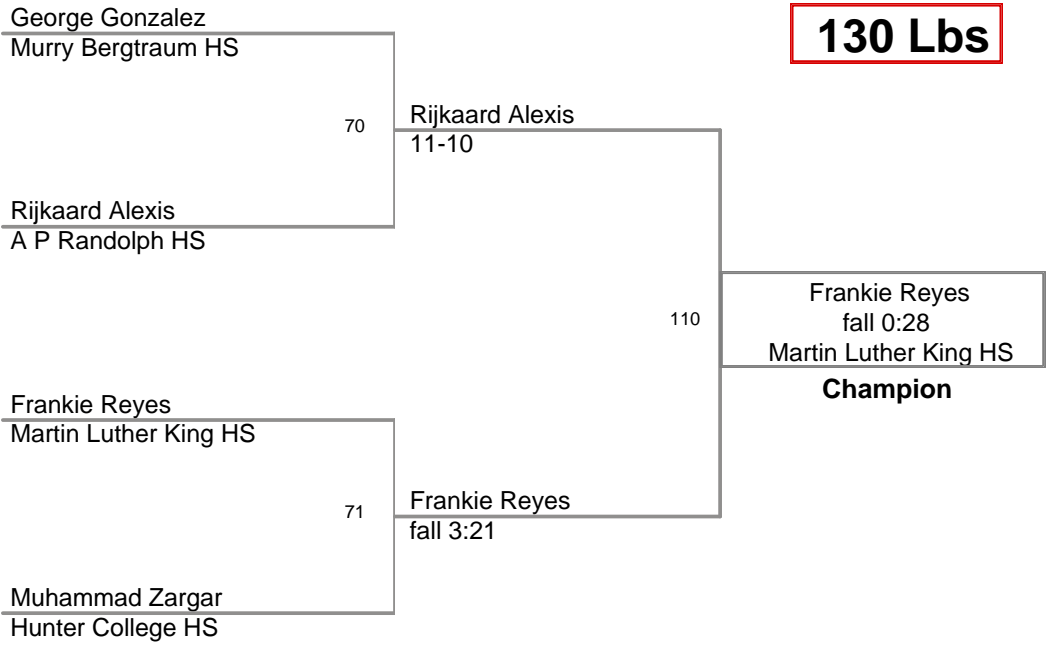 George Gonzalez
Murry Bergtraum HS
130 Lbs
70
Rijkaard Alexis
11-10
Rijkaard Alexis
A P Randolph HS
110
Frankie Reyes
fall 0:28
Martin Luther King HS
Champion
Frankie Reyes
Martin Luther King HS
71
Frankie Reyes
fall 3:21
Muhammad Zargar
Hunter College HS